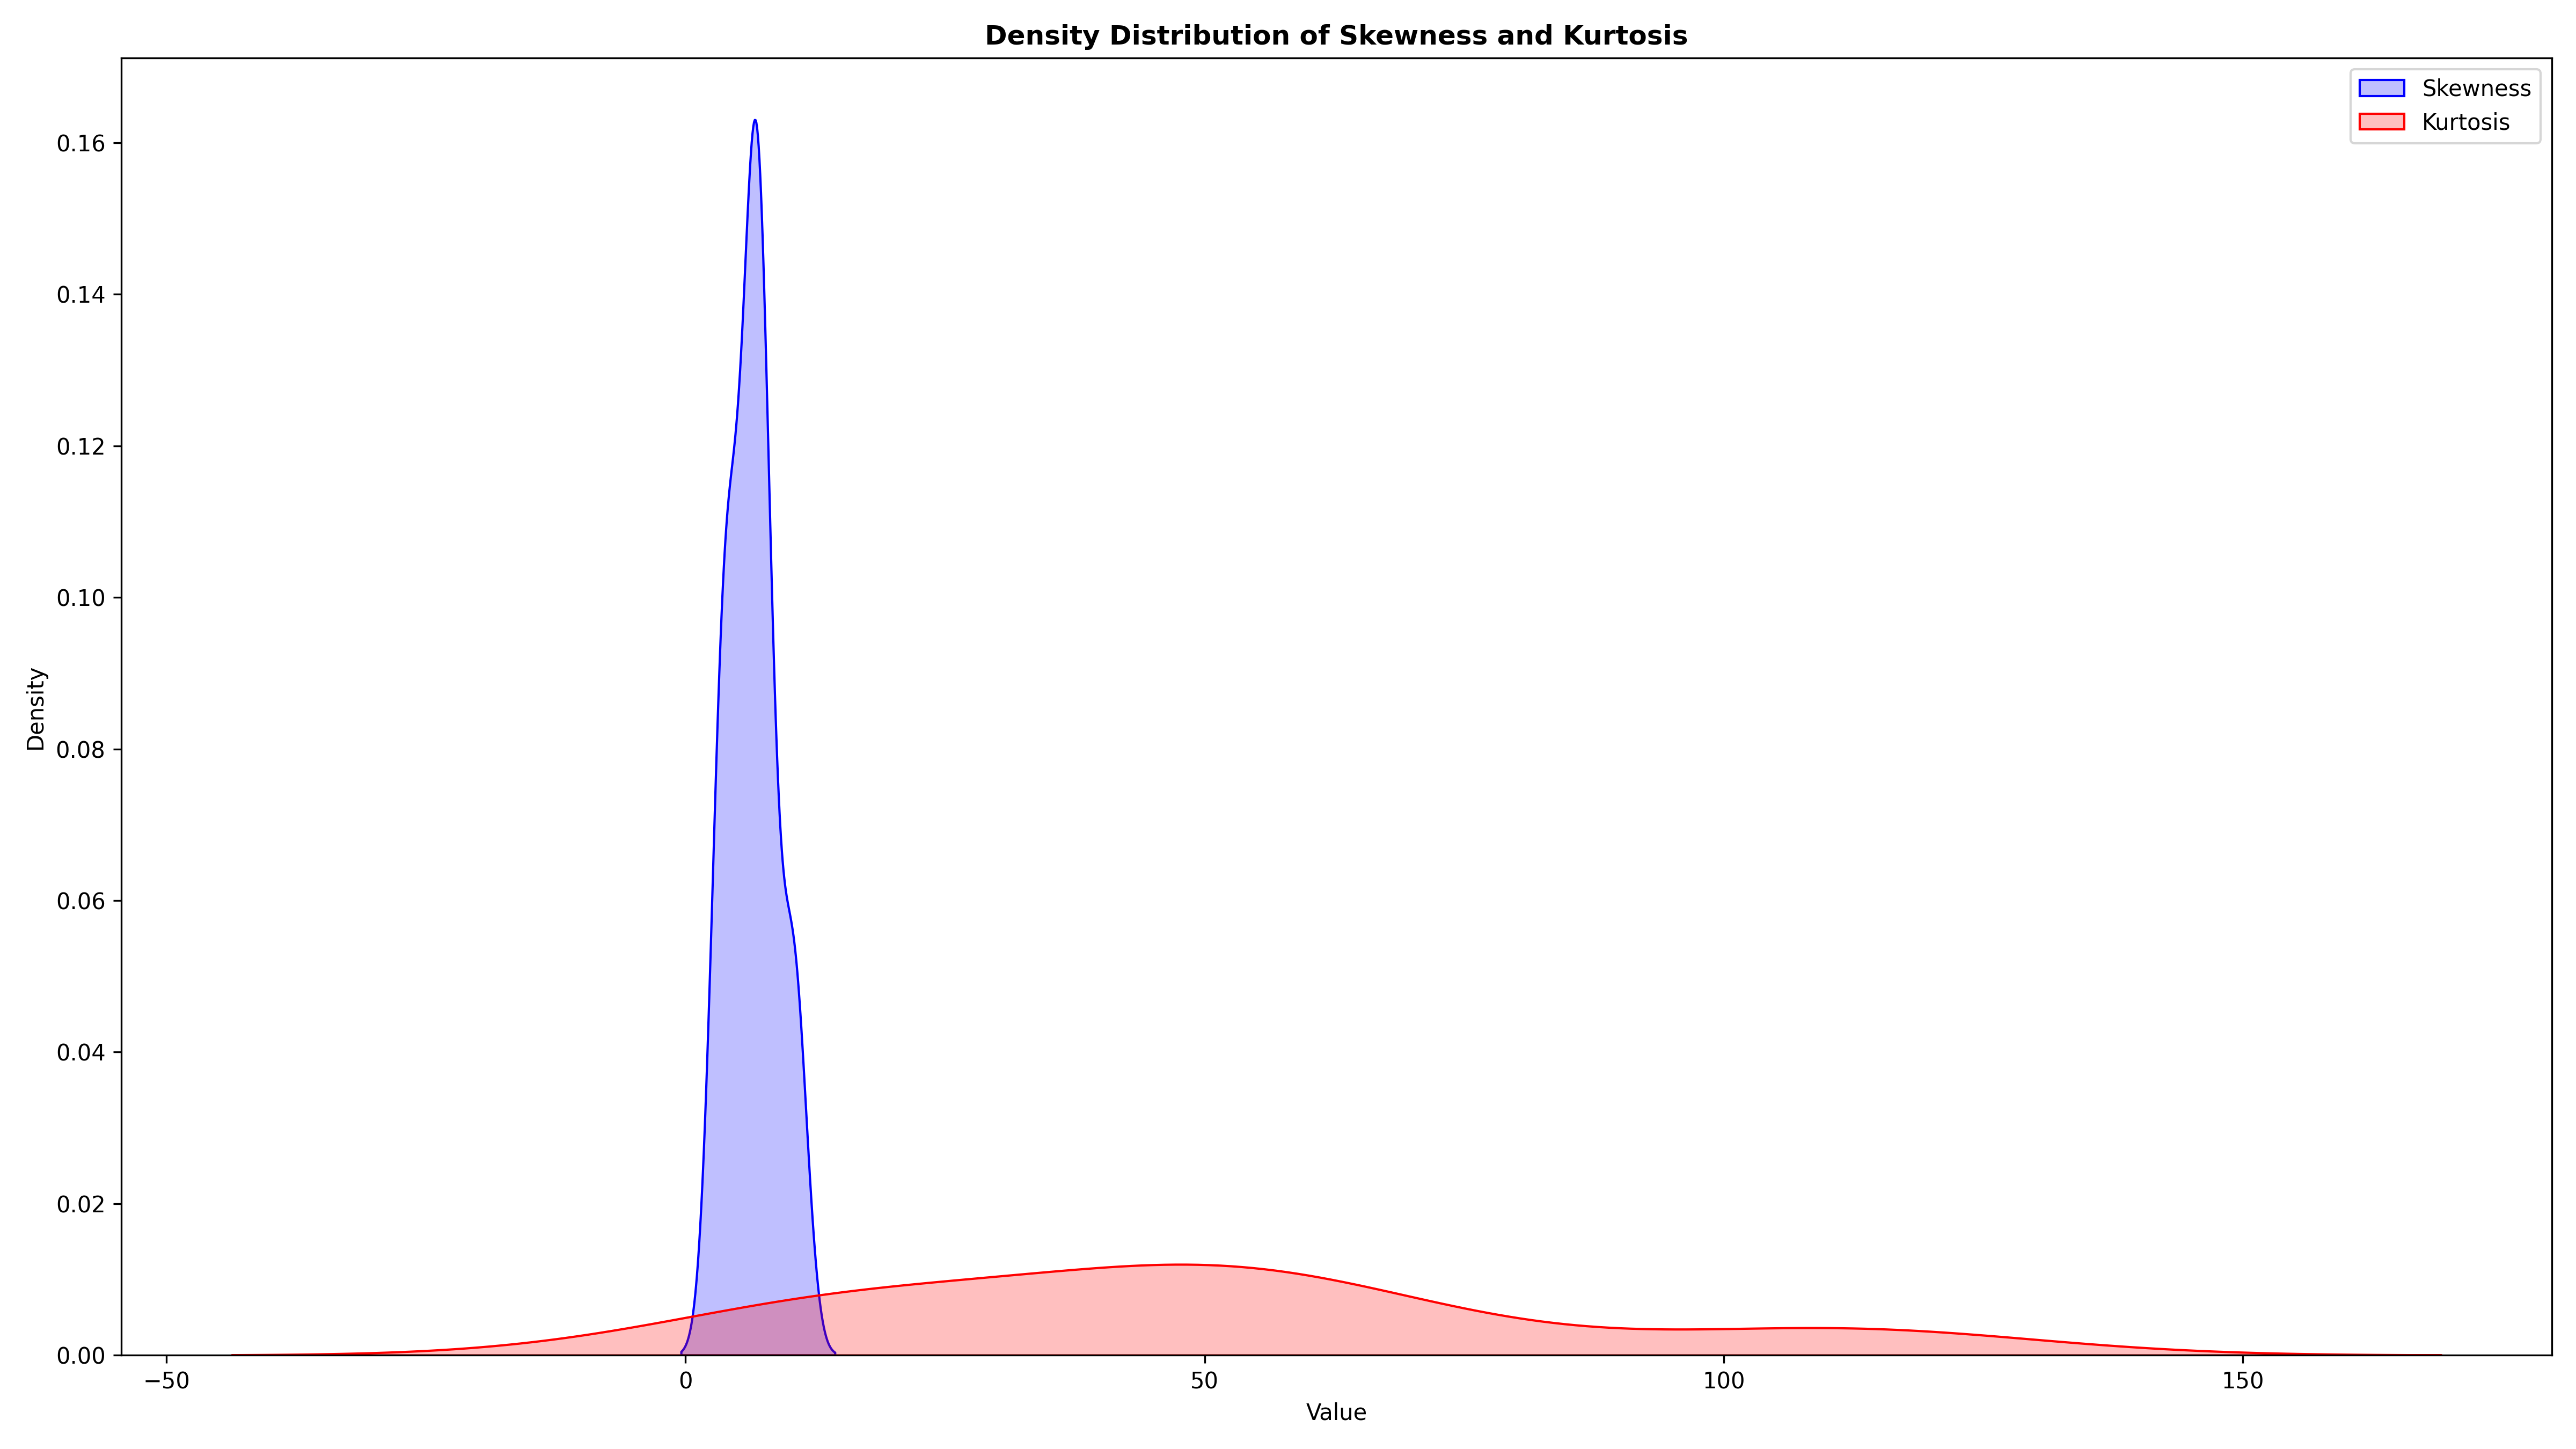 Density Distribution of Skewness and Kurtosis
Skewness
Kurtosis
0.16
0.14
0.12
0.10
0.08
0.06
0.04
0.02
0.00
Density
−50
0
50
100
150
Value